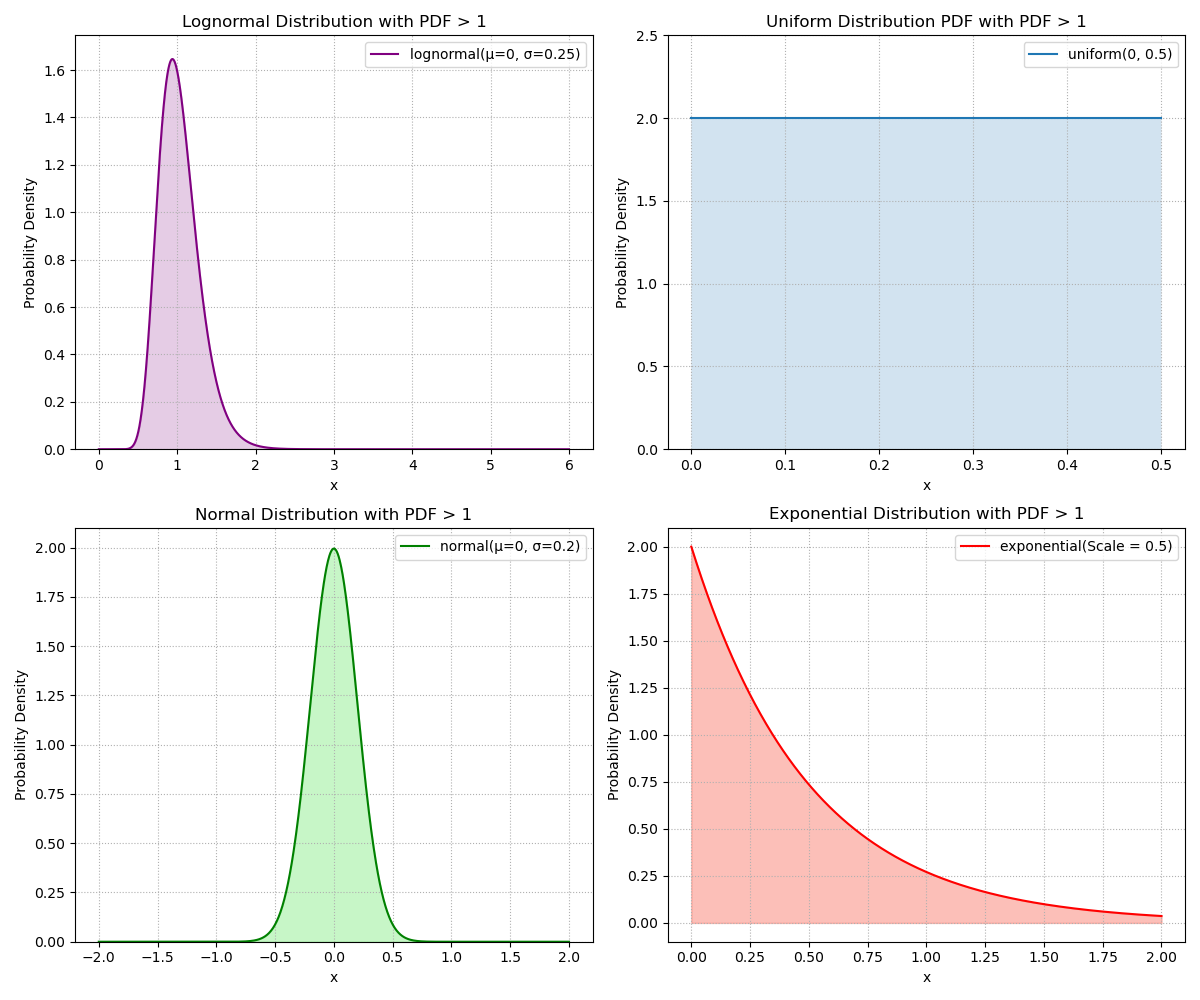 Lognormal Distribution with PDF > 1
lognormal(μ=0, σ=0.25)
Probability Density
1.6
1.4
1.2
1.0
0.8
0.6
0.4
0.2
0.0
0 1 2 3 4 5 6
x
Uniform Distribution PDF with PDF > 1
uniform(0, 0.5)
Probability Density
2.5
2.0
1.5
1.0
0.5
0.0
0.0 0.1 0.2 0.3 0.4 0.5
x
Normal Distribution with PDF > 1
normal(μ=0, σ=0.2)
Probability Density
2.00
1.75
1.50
1.25
1.00
0.75
0.50
0.25
0.00
−2.0 −1.5 −1.0 −0.5 0.0 0.5 1.0 1.5 2.0
x
Exponential Distribution with PDF > 1
exponential(Scale = 0.5)
Probability Density
2.00
1.75
1.50
1.25
1.00
0.75
0.50
0.25
0.00
0.00 0.25 0.50 0.75 1.00 1.25 1.50 1.75 2.00
x